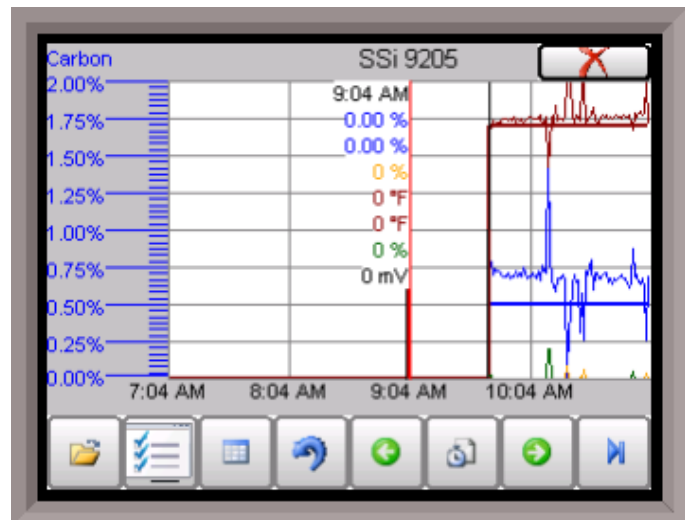 Carbon
SSi 9205
2.00%
1.75%
1.50%
1.25%
1.00%
0.75%
0.50%
0.25%
0.00%
9:04 AM
0.00 %
0.00 %
0 %
0 °F
0 °F
0 %
0 mV
7:04 AM 8:04 AM 9:04 AM 10:04 AM